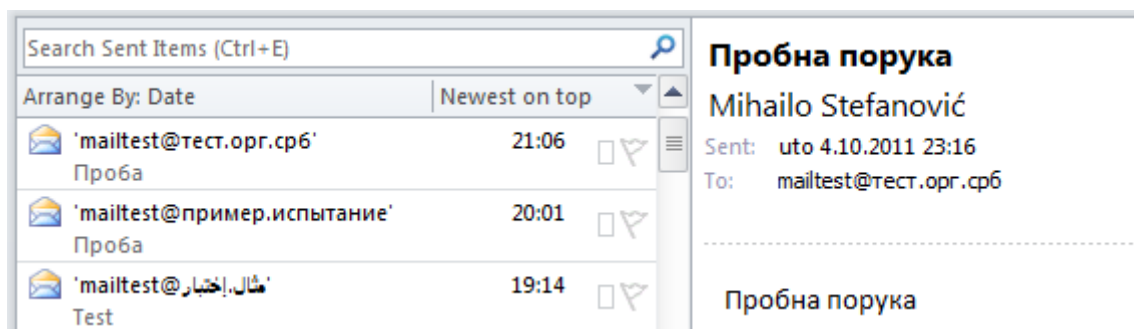 Search Sent Items (Ctrl+E)
Arrange By: Date Newest on top
'mailtest@тест.орг.срб' 21:06
Проба
'mailtest@пример.испытание' 20:01
Проба
'mailtest@مثال.إختبار' 19:14
Test
Пробна порука
Mihailo Stefanović
Sent: uto 4.10.2011 23:16
To: mailtest@тест.орг.срб
Пробна порука